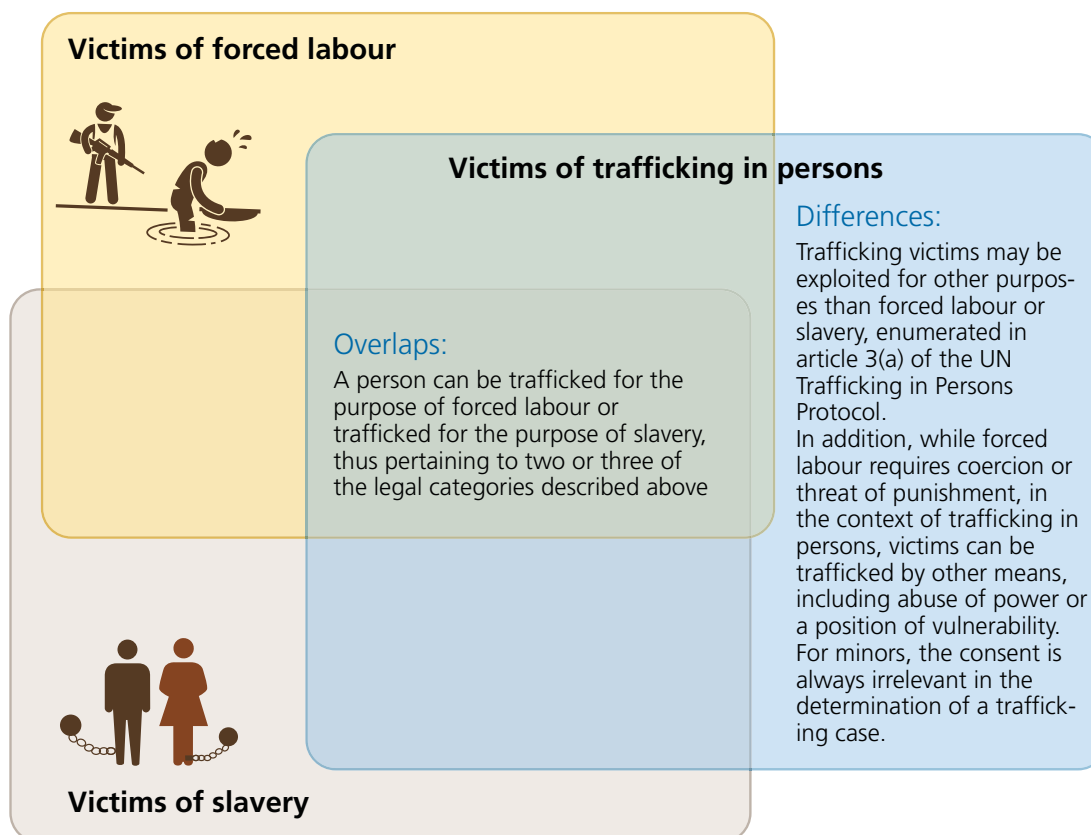 Victims of forced labour
Victims of trafficking in persons
Differences:
Trafficking victims may be
exploited for other purpos-
es than forced labour or
slavery, enumerated in
article 3(a) of the UN
Trafficking in Persons
Protocol.
In addition, while forced
labour requires coercion or
threat of punishment, in
the context of trafficking in
persons, victims can be
trafficked by other means,
including abuse of power or
a position of vulnerability.
For minors, the consent is
always irrelevant in the
determination of a traffick-
ing case.
Overlaps:
A person can be trafficked for the
purpose of forced labour or
trafficked for the purpose of slavery,
thus pertaining to two or three of
the legal categories described above
Victims of slavery